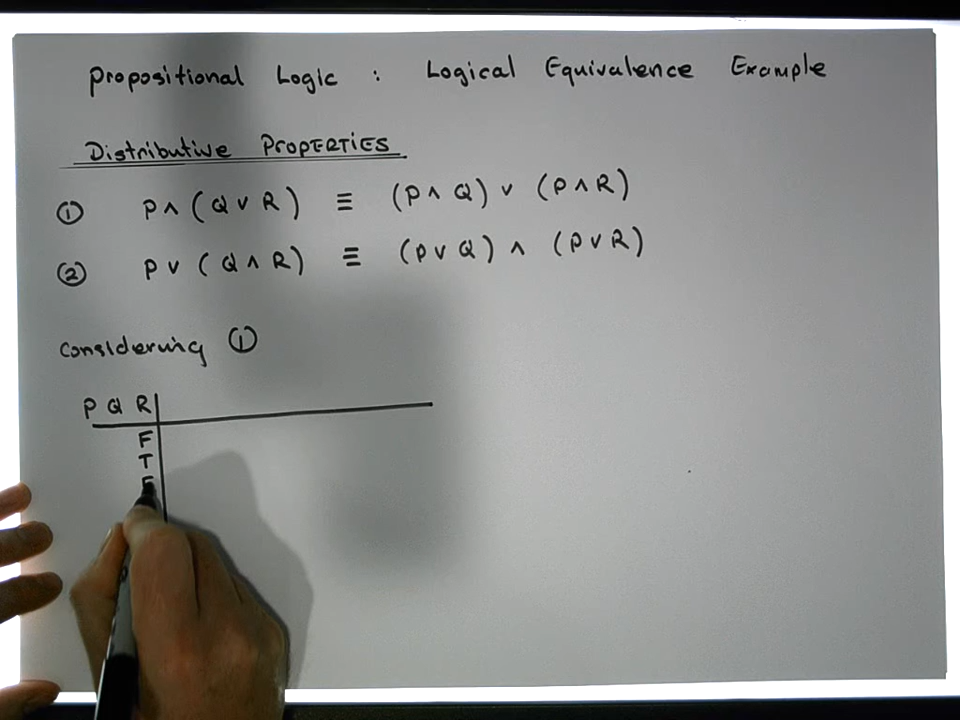 Propositional Logic : Logical Equivalence Example
Distributive Properties
① P ∧ ( Q ∨ R ) ≡ (P ∧ Q) ∨ (P ∧ R)
② P ∨ ( Q ∧ R ) ≡ (P ∨ Q) ∧ (P ∨ R)
Considering ①
P Q R
F
T
F